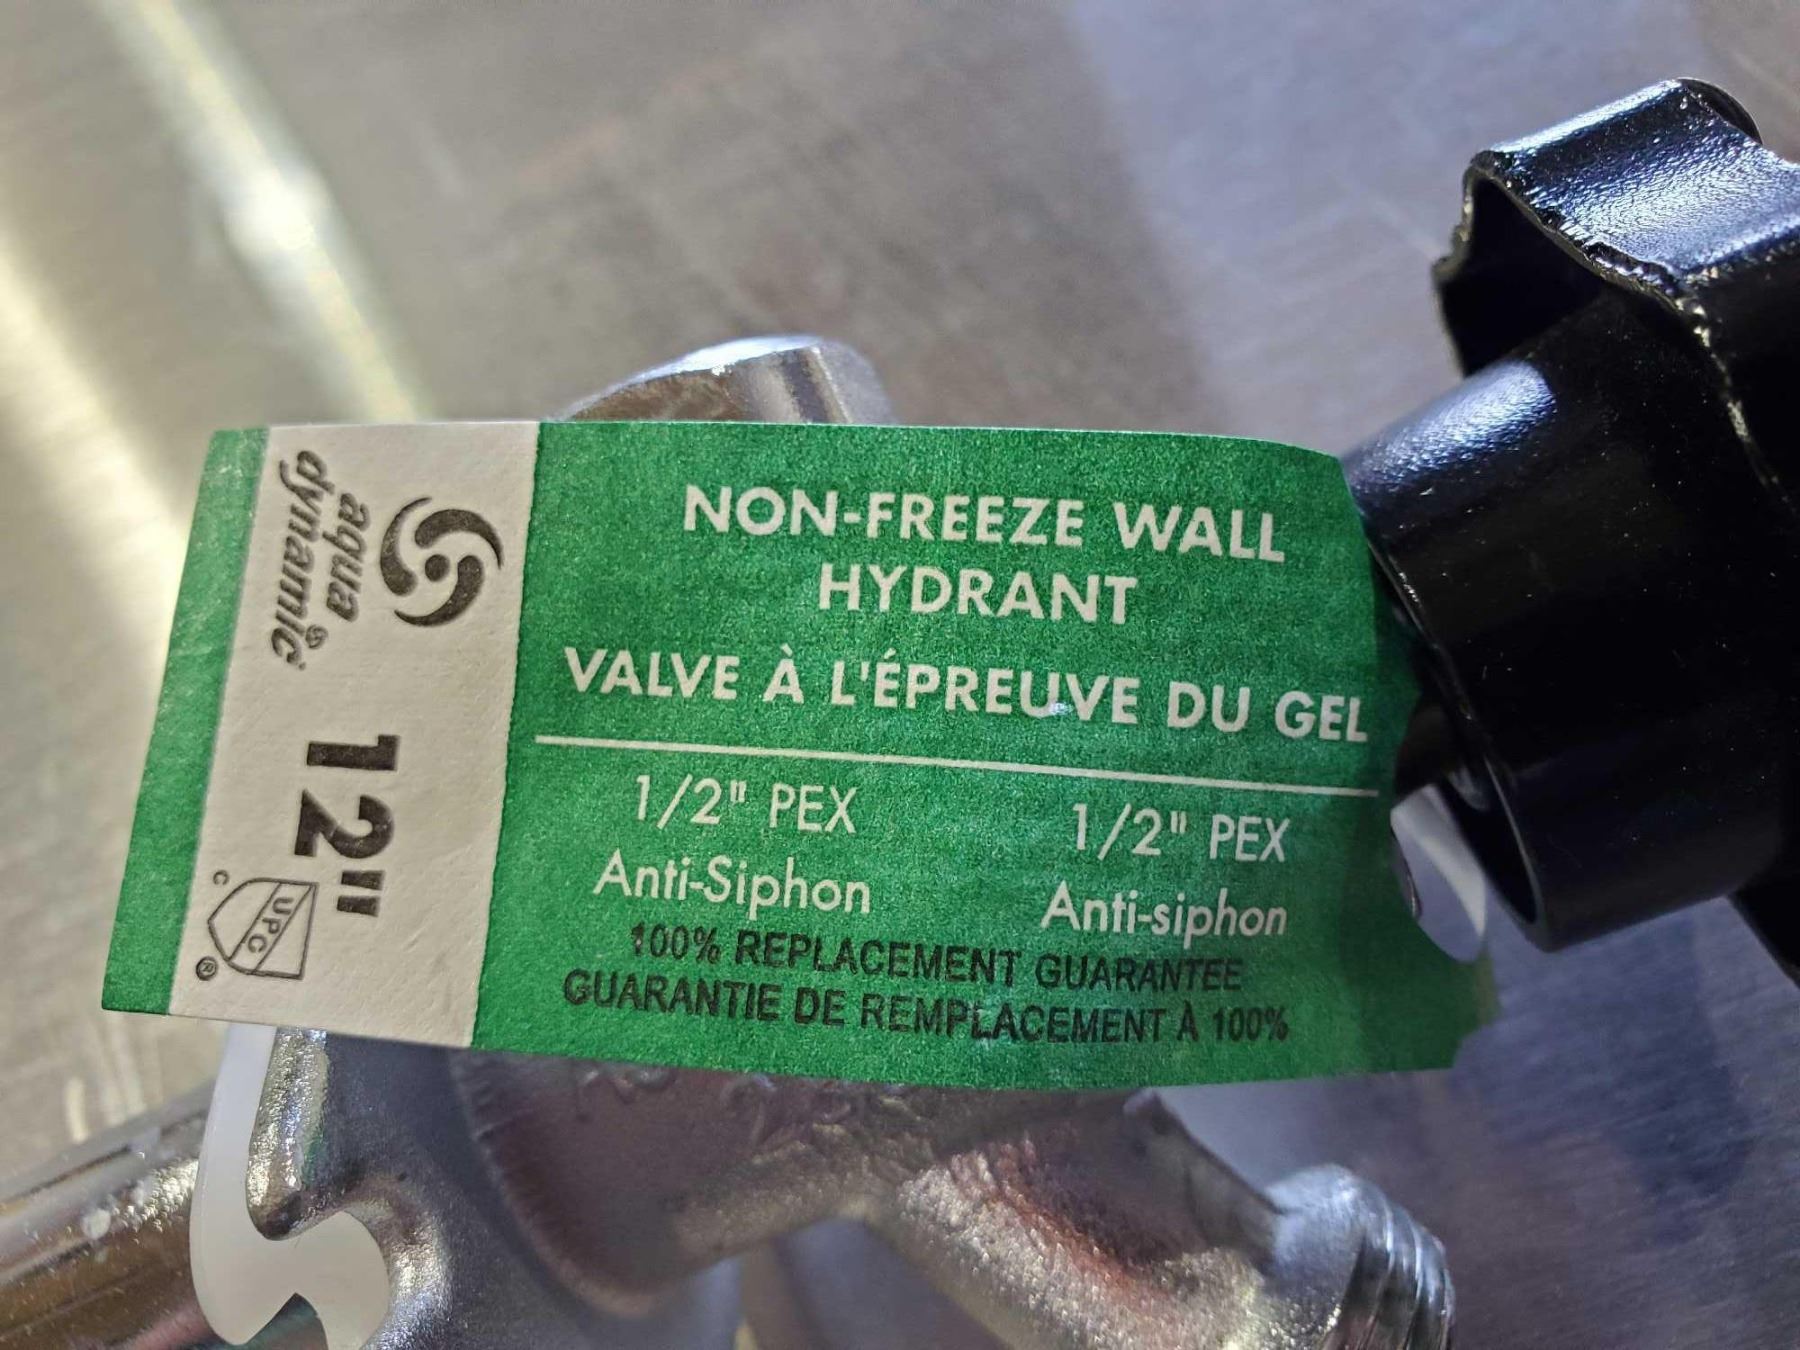 aqua
dynamic®
12"
C
UPC
®
NON-FREEZE WALL
HYDRANT
VALVE À L'ÉPREUVE DU GEL
1/2" PEX
Anti-Siphon
1/2" PEX
Anti-siphon
100% REPLACEMENT GUARANTEE
GUARANTIE DE REMPLACEMENT À 100%